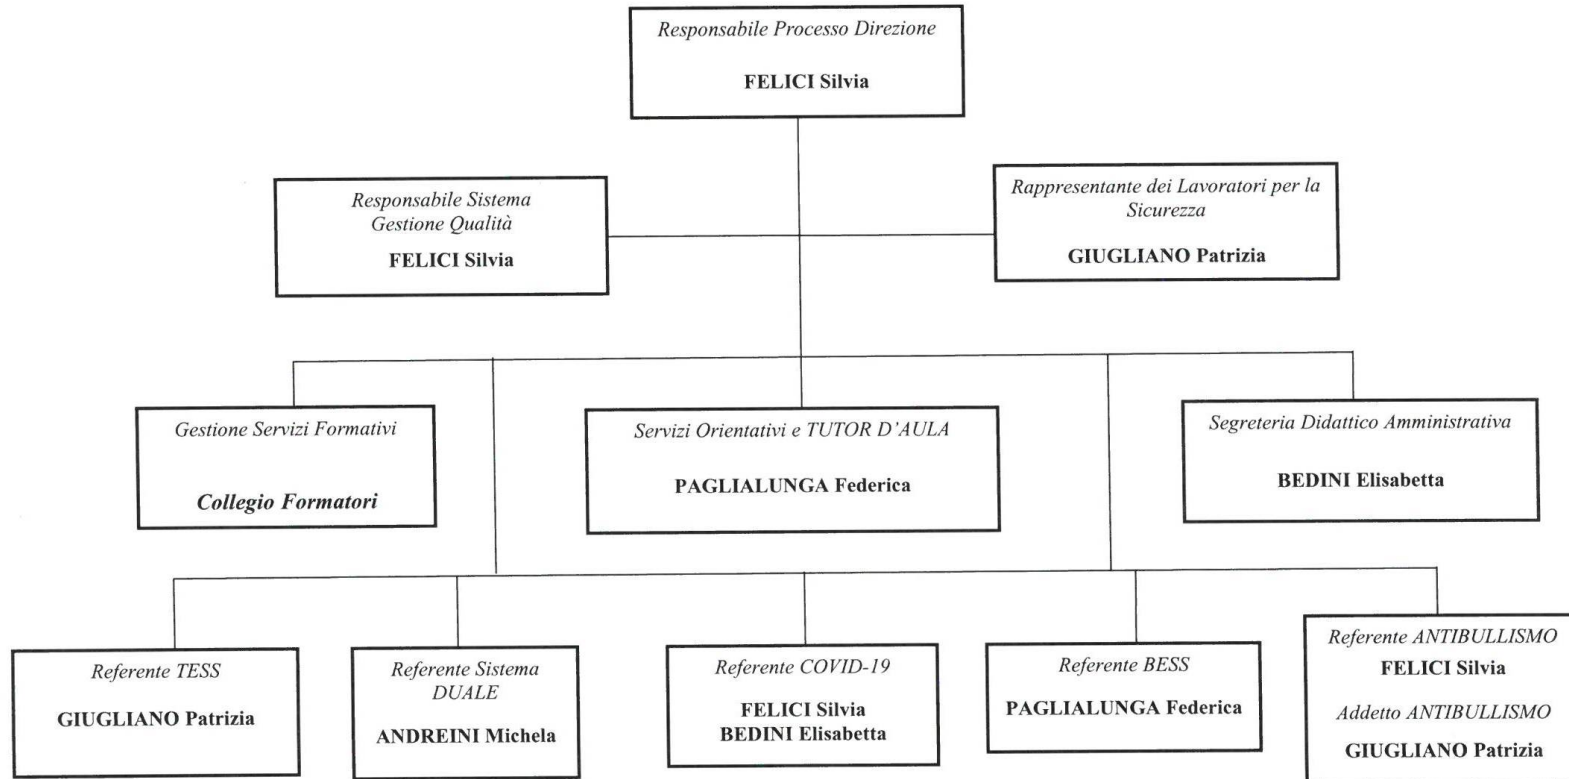 Responsabile Processo Direzione
FELICI Silvia
Responsabile Sistema
Gestione Qualità
FELICI Silvia
Rappresentante dei Lavoratori per la
Sicurezza
GIUGLIANO Patrizia
Gestione Servizi Formativi
Collegio Formatori
Servizi Orientativi e TUTOR D'AULA
PAGLIALUNGA Federica
Segreteria Didattico Amministrativa
BEDINI Elisabetta
Referente TESS
GIUGLIANO Patrizia
Referente Sistema
DUALE
ANDREINI Michela
Referente COVID-19
FELICI Silvia
BEDINI Elisabetta
Referente BESS
PAGLIALUNGA Federica
Referente ANTIBULLISMO
FELICI Silvia
Addetto ANTIBULLISMO
GIUGLIANO Patrizia